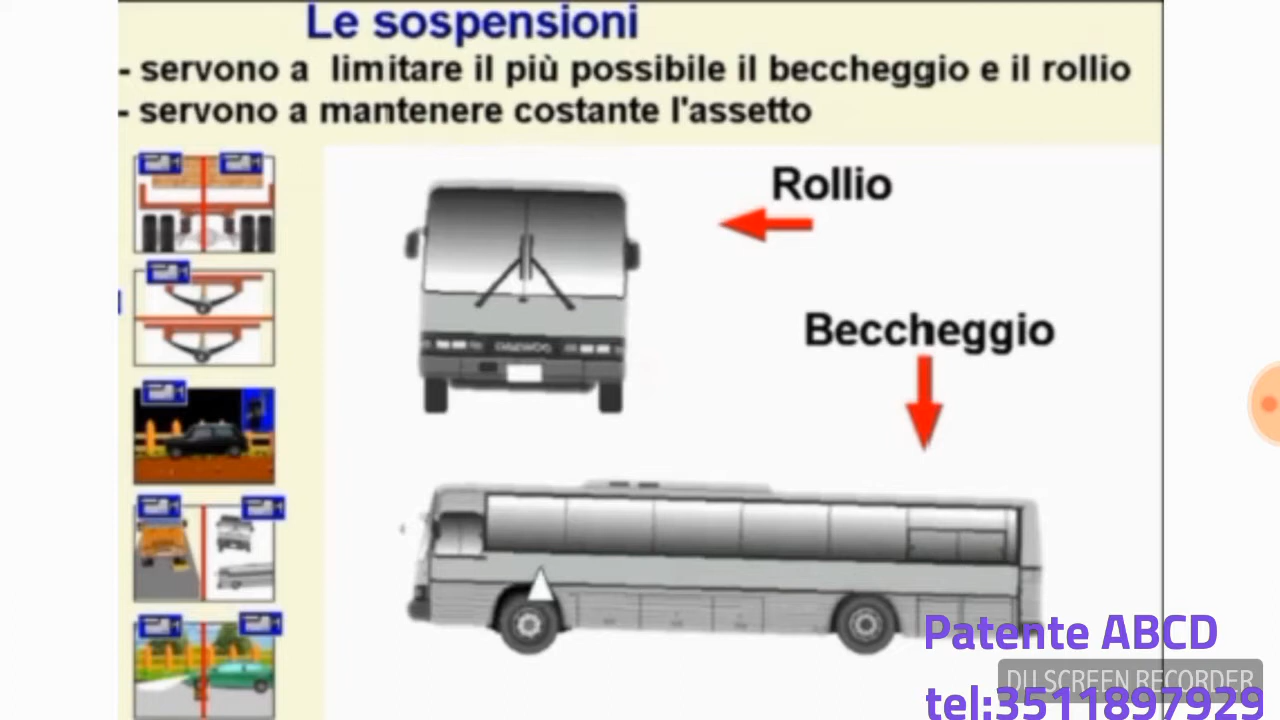 Le sospensioni
- servono a limitare il più possibile il beccheggio e il rollio
- servono a mantenere costante l'assetto
Rollio
Beccheggio
DAEWOO
Patente ABCD
DU SCREEN RECORDER
tel:3511897929